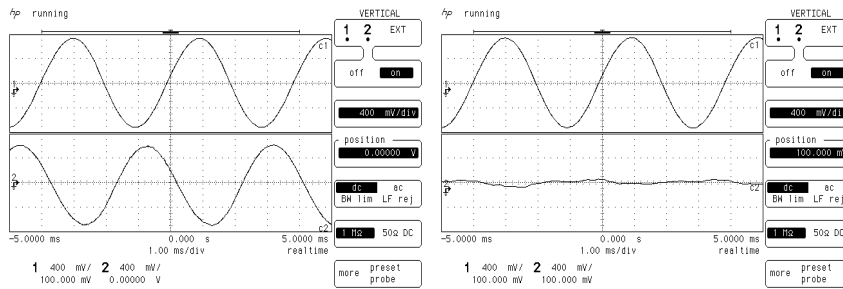 hp running
VERTICAL
1 2 EXT
off on
400 mV/div
position
0.00000 V
dc ac
BW lim LF rej
1 MΩ 50Ω DC
more preset
probe
c1
1
2
c2
-5.0000 ms 0.000 s 5.0000 ms
1.00 ms/div realtime
1 400 mV/ 2 400 mV/
100.000 mV 0.00000 V
hp running
VERTICAL
1 2 EXT
off on
400 mV/di
position
100.000 m
dc ac
BW lim LF rej
1 MΩ 50Ω DC
more preset
probe
c1
1
2
c2
-5.0000 ms 0.000 s 5.0000 ms
1.00 ms/div realtime
1 400 mV/ 2 400 mV/
100.000 mV 100.000 mV